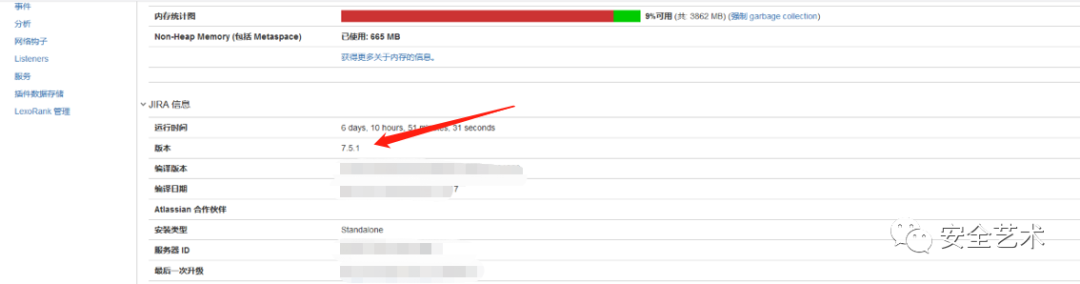 事件
分析
网络钩子
Listeners
服务
插件数据存储
LexoRank 管理
内存统计图 9%可用 (共: 3862 MB) (强制 garbage collection)
Non-Heap Memory (包括 Metaspace) 已使用: 665 MB
获得更多关于内存的信息。
JIRA 信息
运行时间 6 days, 10 hours, 51 minutes, 31 seconds
版本 7.5.1
编译版本
编译日期 7
Atlassian 合作伙伴
安装类型 Standalone
服务器 ID
最后一次升级
安全艺术